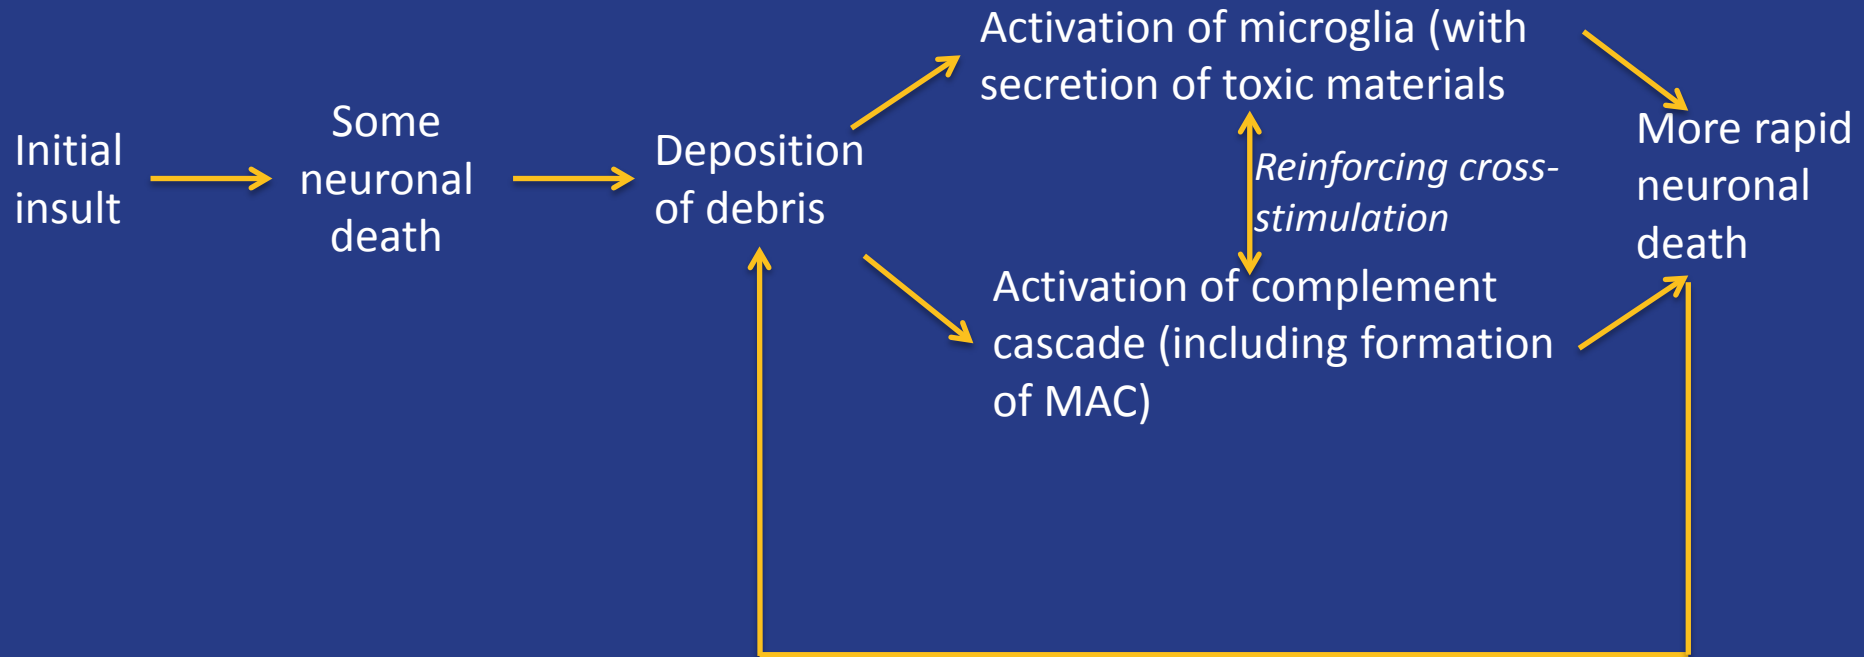 Initial
insult
Some
neuronal
death
Deposition
of debris
Activation of microglia (with
secretion of toxic materials
Reinforcing cross-
stimulation
Activation of complement
cascade (including formation
of MAC)
More rapid
neuronal
death